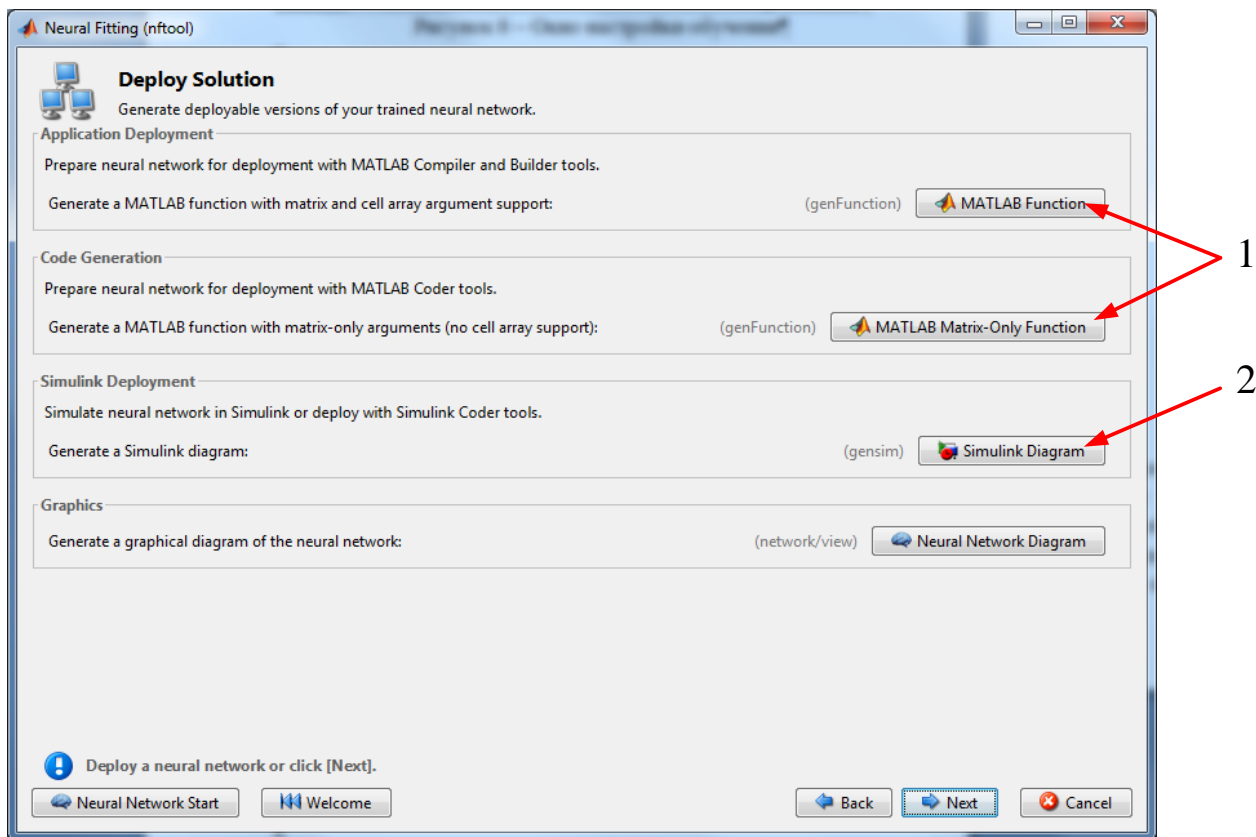 Neural Fitting (nftool)
Deploy Solution
Generate deployable versions of your trained neural network.
Application Deployment
Prepare neural network for deployment with MATLAB Compiler and Builder tools.
Generate a MATLAB function with matrix and cell array argument support: (genFunction) MATLAB Function
1
Code Generation
Prepare neural network for deployment with MATLAB Coder tools.
Generate a MATLAB function with matrix-only arguments (no cell array support): (genFunction) MATLAB Matrix-Only Function
Simulink Deployment
2
Simulate neural network in Simulink or deploy with Simulink Coder tools.
Generate a Simulink diagram: (gensim) Simulink Diagram
Graphics
Generate a graphical diagram of the neural network: (network/view) Neural Network Diagram
Deploy a neural network or click [Next].
Neural Network Start Welcome Back Next Cancel